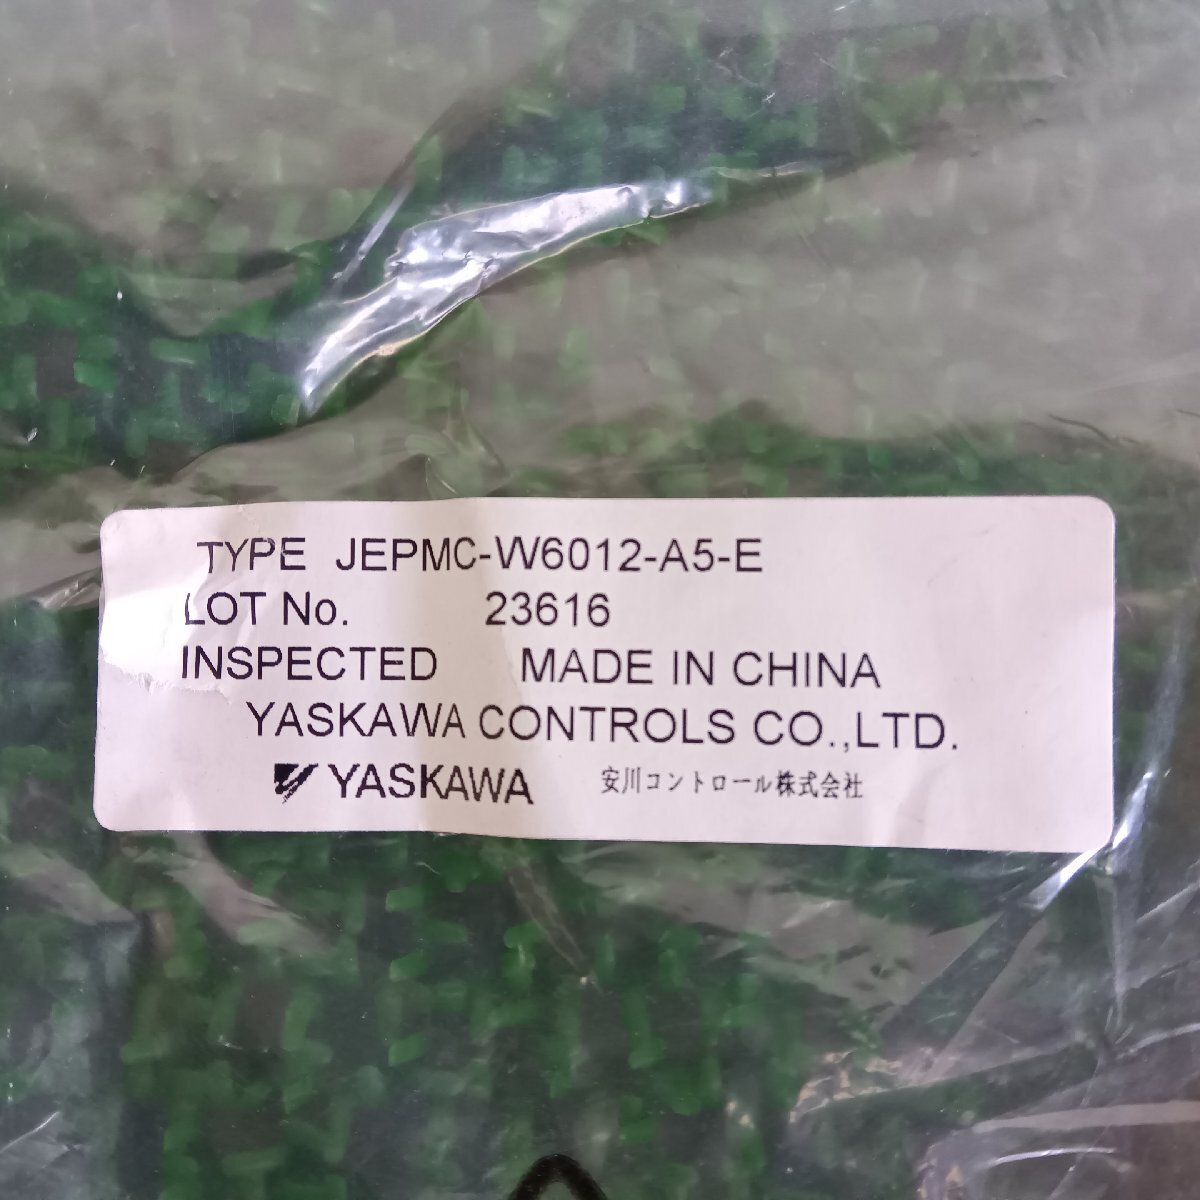 TYPE JEPMC-W6012-A5-E
LOT No. 23616
INSPECTED MADE IN CHINA
YASKAWA CONTROLS CO.,LTD.
YASKAWA 安川コントロール株式会社